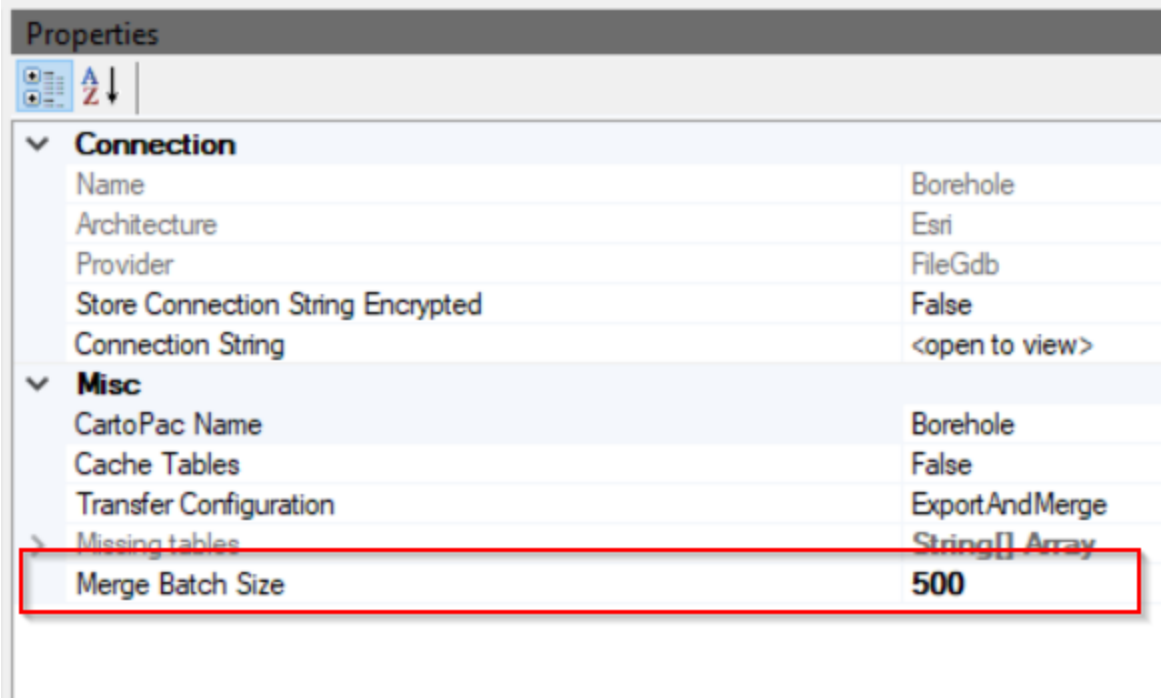 Properties
A
Z
Connection
Name Borehole
Architecture Esri
Provider FileGdb
Store Connection String Encrypted False
Connection String <open to view>
Misc
CartoPac Name Borehole
Cache Tables False
Transfer Configuration ExportAndMerge
Missing tables String[] Array
Merge Batch Size 500